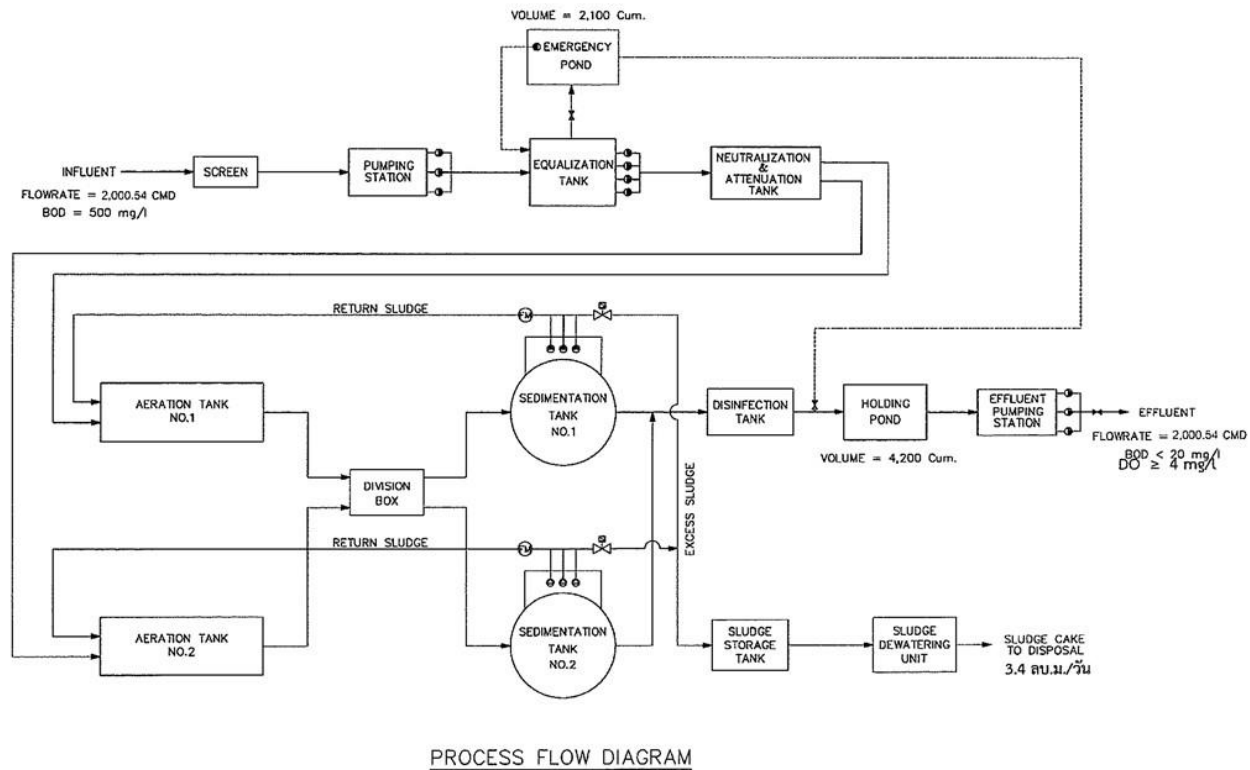 VOLUME = 2,100 Cum.
EMERGENCY
POND
INFLUENT
FLOWRATE = 2,000.54 CMD
BOD = 500 mg/l
SCREEN
PUMPING
STATION
EQUALIZATION
TANK
NEUTRALIZATION
&
ATTENUATION
TANK
RETURN SLUDGE
AERATION TANK
NO.1
SEDIMENTATION
TANK
NO.1
DISINFECTION
TANK
HOLDING
POND
VOLUME = 4,200 Cum.
EFFLUENT
PUMPING
STATION
EFFLUENT
FLOWRATE = 2,000.54 CMD
BOD < 20 mg/l
DO ≥ 4 mg/l
DIVISION
BOX
EXCESS SLUDGE
RETURN SLUDGE
AERATION TANK
NO.2
SEDIMENTATION
TANK
NO.2
SLUDGE
STORAGE
TANK
SLUDGE
DEWATERING
UNIT
SLUDGE CAKE
TO DISPOSAL
3.4 ลบ.ม./วัน
PROCESS FLOW DIAGRAM